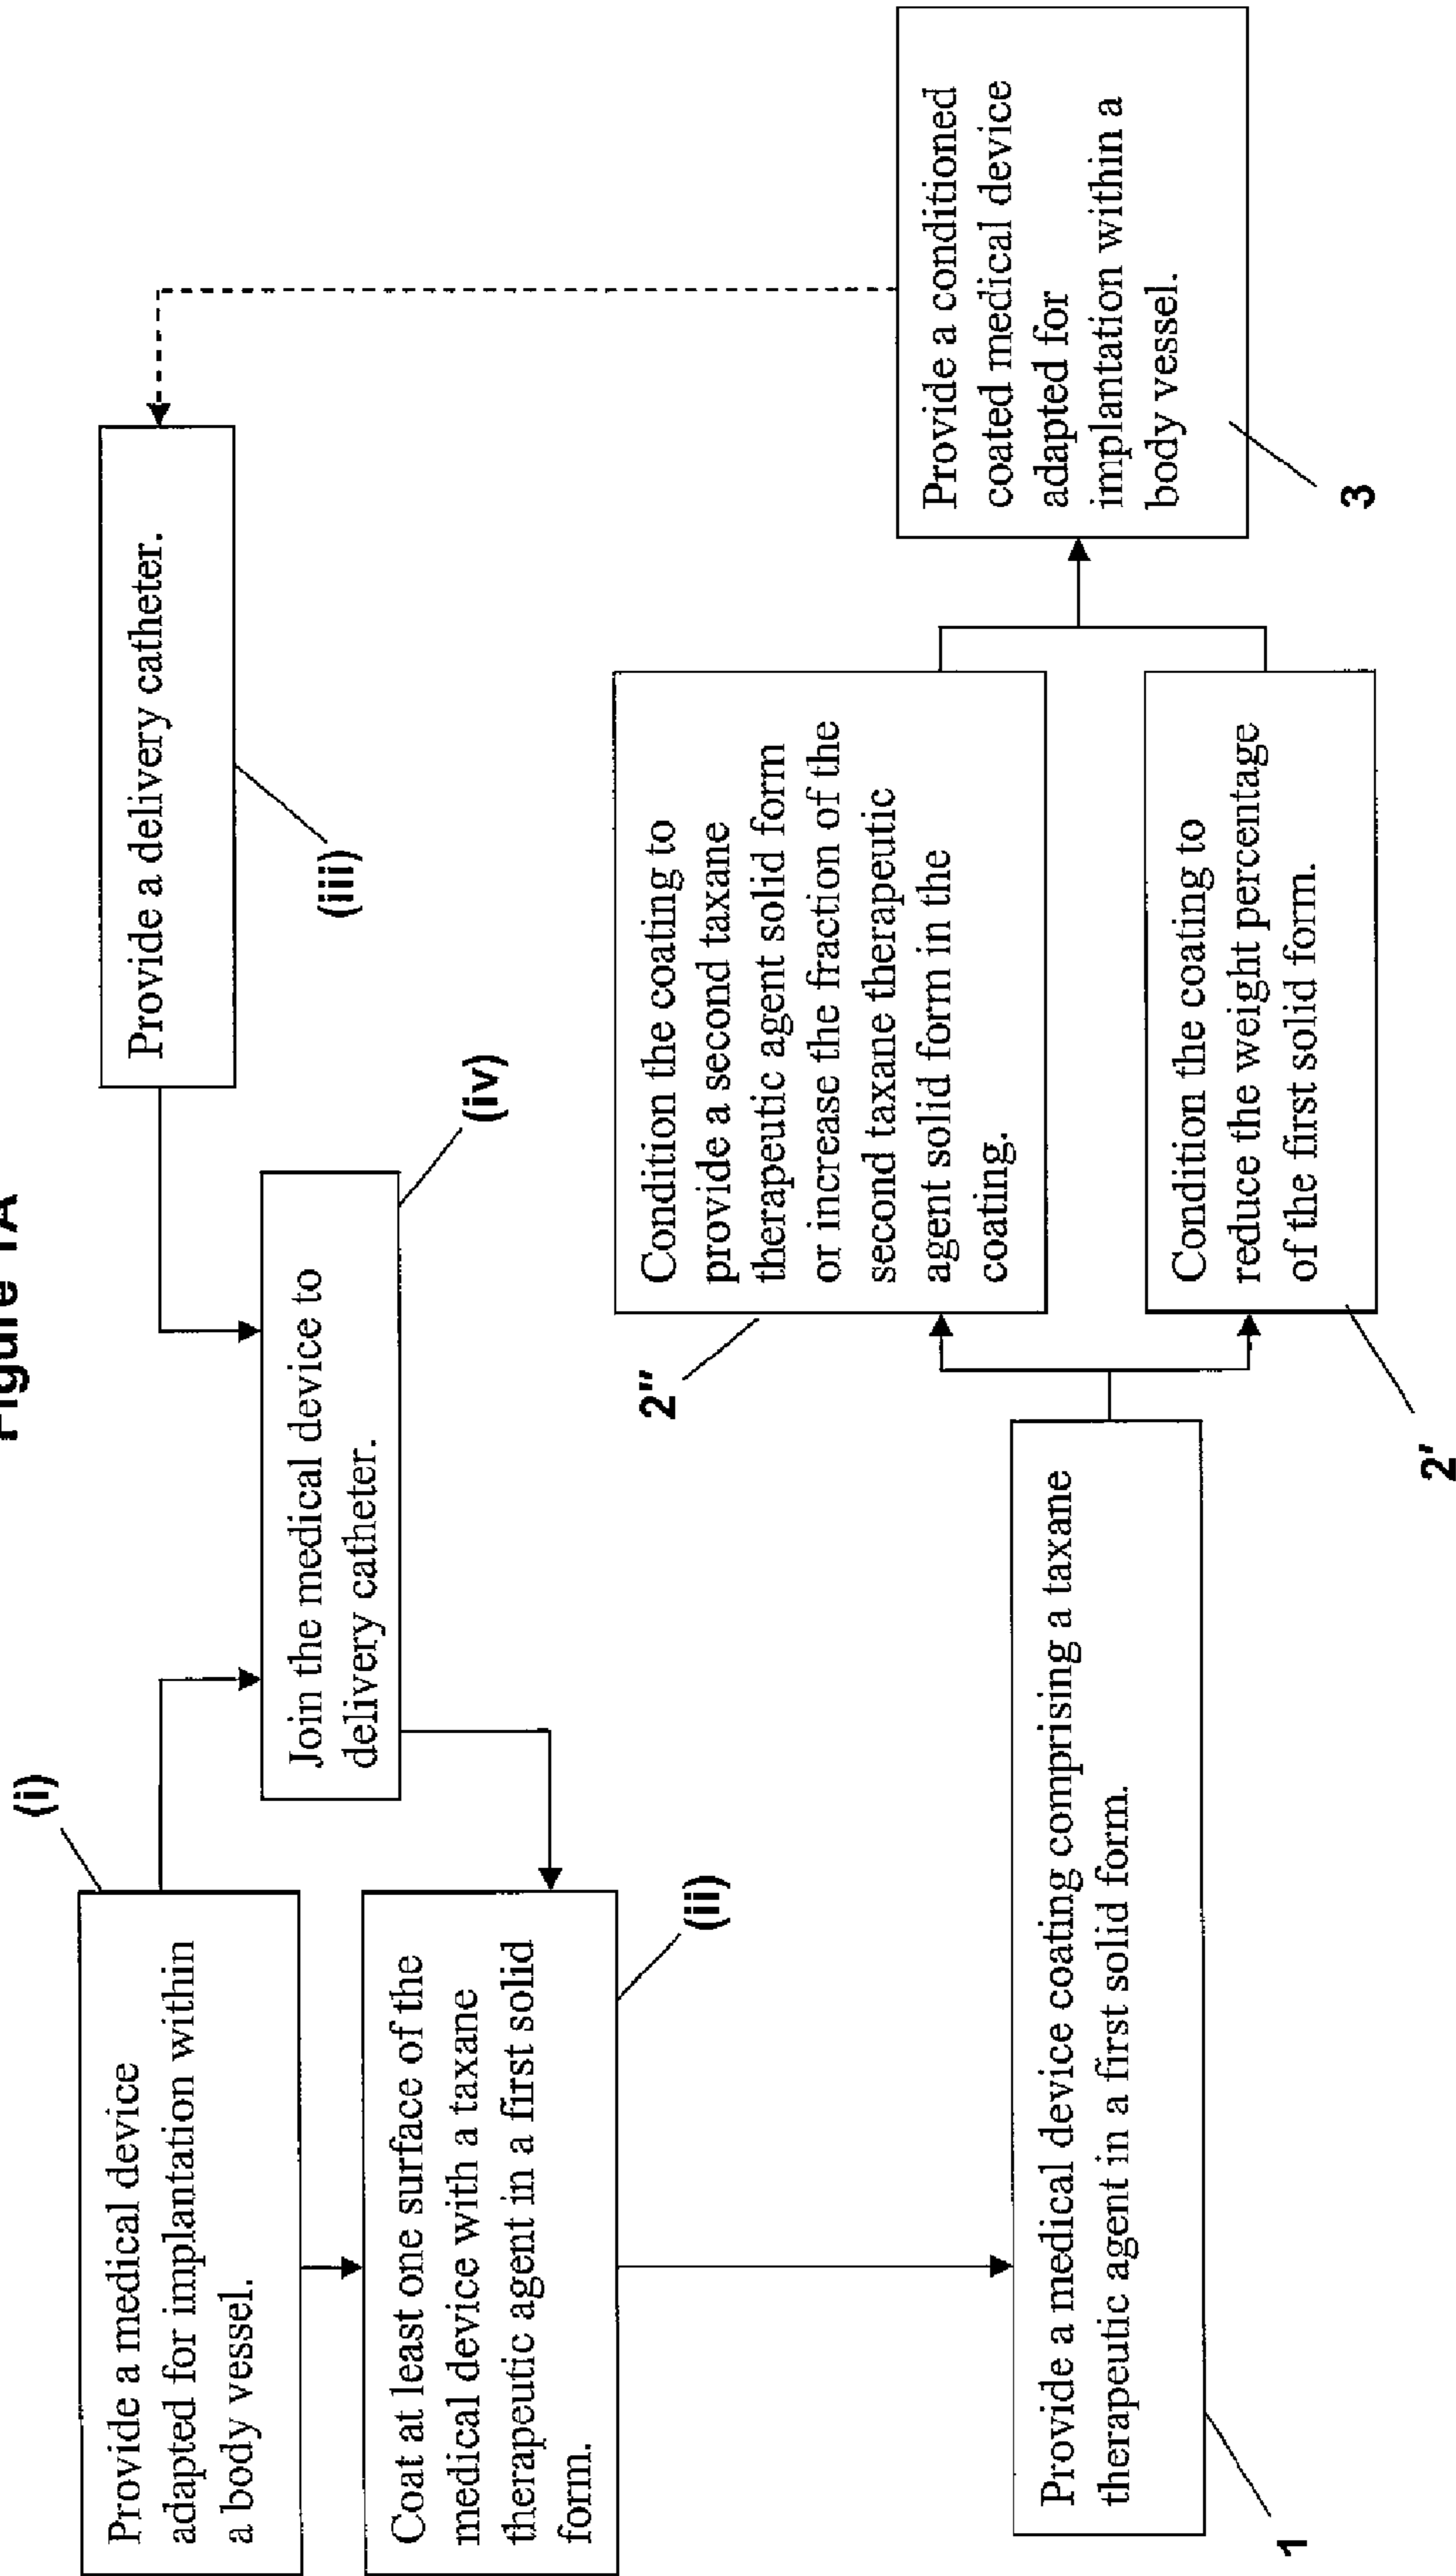 Figure 1A
(i)
Provide a medical device
adapted for implantation within
a body vessel.
Coat at least one surface of the
medical device with a taxane
therapeutic agent in a first solid
form.
(ii)
Join the medical device to
delivery catheter.
(iv)
Provide a delivery catheter.
(iii)
Provide a medical device coating comprising a taxane
therapeutic agent in a first solid form.
1
2"
Condition the coating to
provide a second taxane
therapeutic agent solid form
or increase the fraction of the
second taxane therapeutic
agent solid form in the
coating.
Condition the coating to
reduce the weight percentage
of the first solid form.
2'
Provide a conditioned
coated medical device
adapted for
implantation within a
body vessel.
3